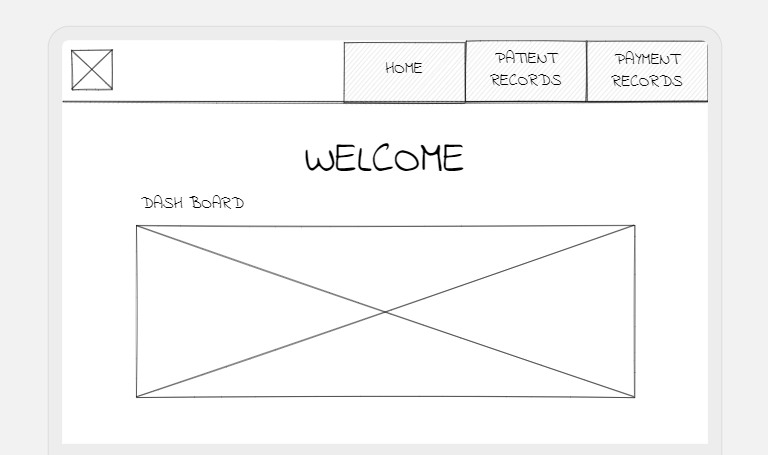 HOME
PATIENT
RECORDS
PAYMENT
RECORDS
WELCOME
DASH BOARD